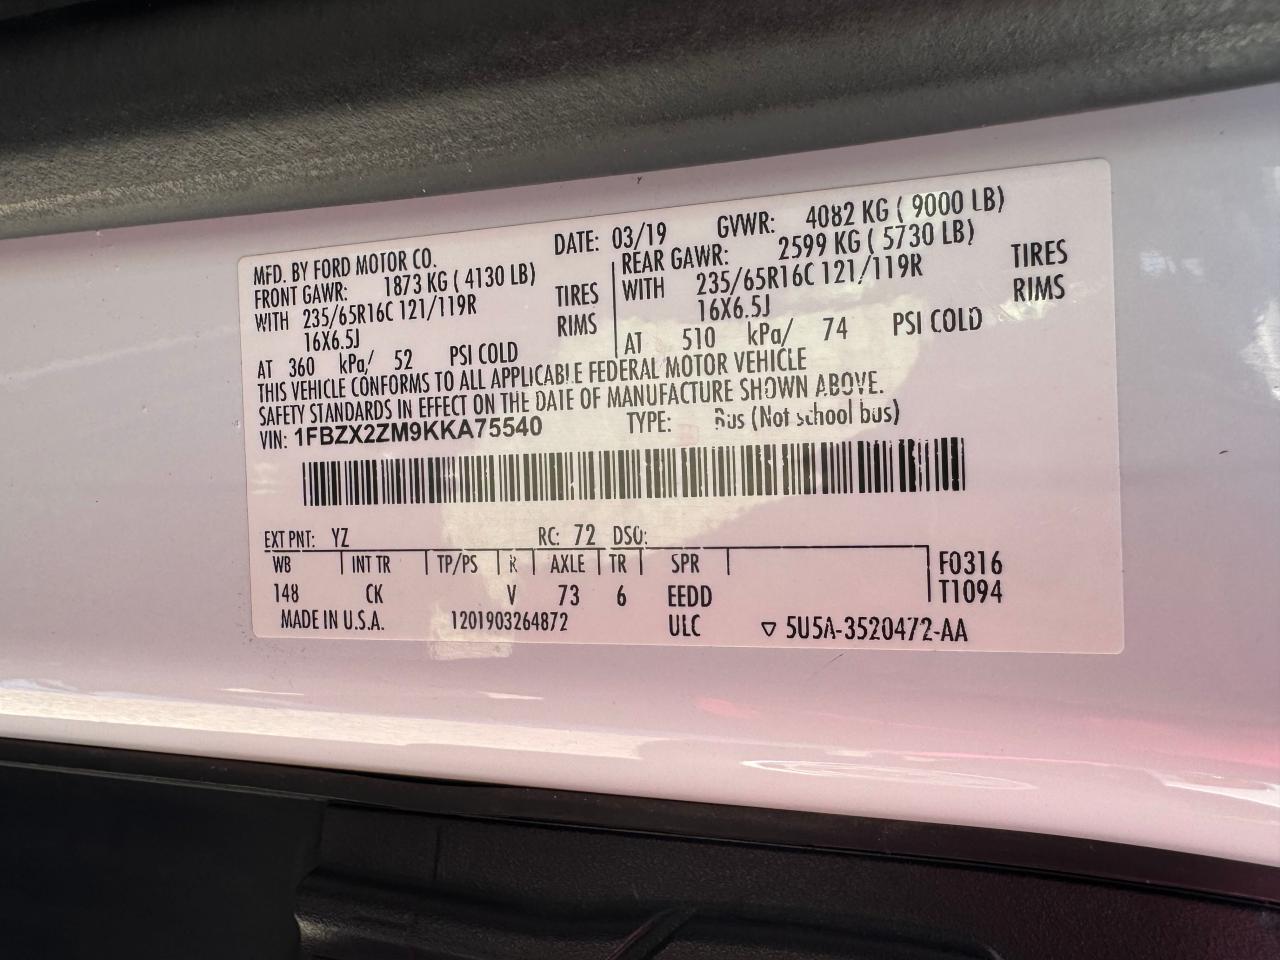 MFD. BY FORD MOTOR CO. DATE: 03/19 GVWR: 4082 KG ( 9000 LB)
FRONT GAWR: 1873 KG ( 4130 LB) REAR GAWR: 2599 KG ( 5730 LB)
WITH 235/65R16C 121/119R TIRES WITH 235/65R16C 121/119R TIRES
16X6.5J RIMS 16X6.5J RIMS
AT 360 kPa/ 52 PSI COLD AT 510 kPa/ 74 PSI COLD
THIS VEHICLE CONFORMS TO ALL APPLICABLE FEDERAL MOTOR VEHICLE
SAFETY STANDARDS IN EFFECT ON THE DATE OF MANUFACTURE SHOWN ABOVE.
VIN: 1FBZX2ZM9KKA75540 TYPE: Bus (Not school bus)
EXT PNT: YZ RC: 72 DSO:
WB INT TR TP/PS R AXLE TR SPR F0316
148 CK V 73 6 EEDD T1094
MADE IN U.S.A. 1201903264872 ULC ▽ 5U5A-3520472-AA